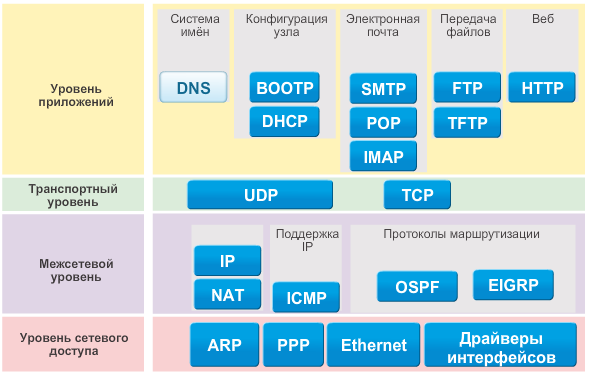 Система имён
Конфигурация узла
Электронная почта
Передача файлов
Веб
Уровень приложений
DNS
BOOTP
DHCP
SMTP
POP
IMAP
FTP
TFTP
HTTP
Транспортный уровень
UDP
TCP
Межсетевой уровень
IP
NAT
Поддержка IP
ICMP
Протоколы маршрутизации
OSPF
EIGRP
Уровень сетевого доступа
ARP
PPP
Ethernet
Драйверы интерфейсов